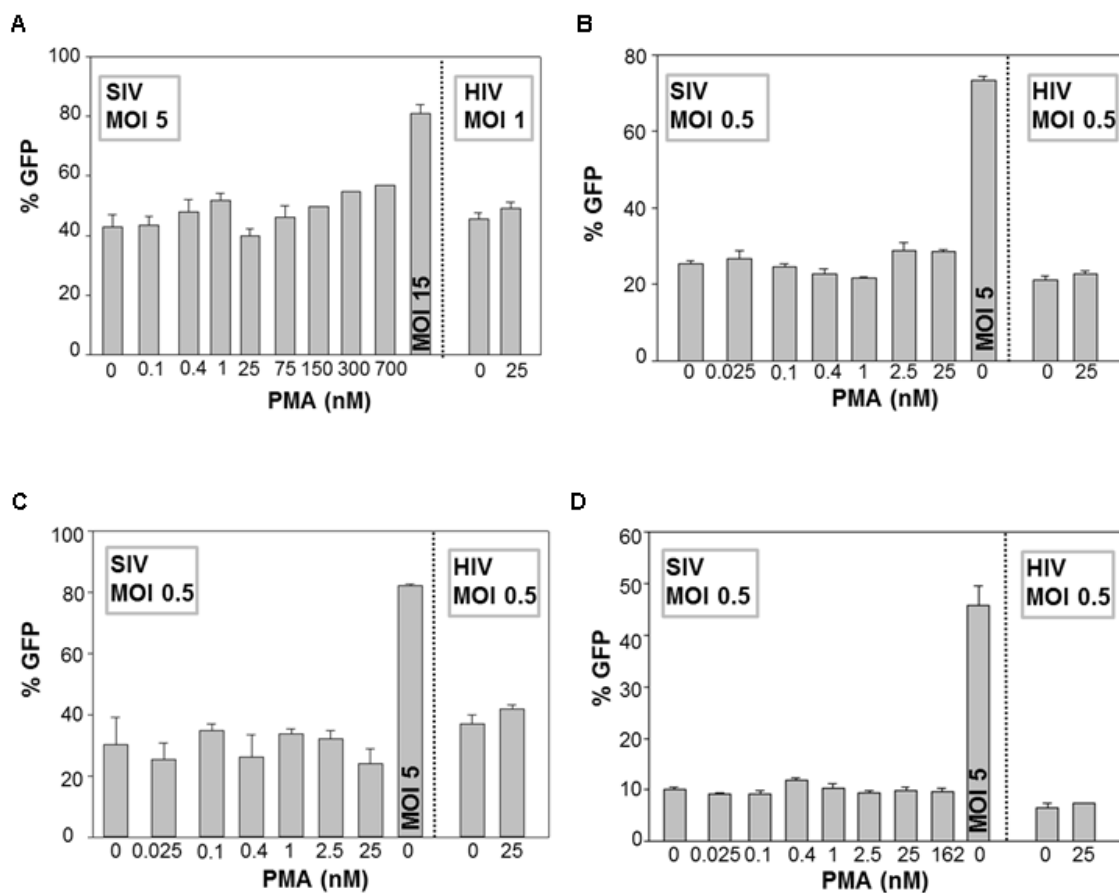 A
100
80
60
40
20
0
% GFP
SIV
MOI 5
MOI 15
HIV
MOI 1
0 0.1 0.4 1 25 75 150 300 700 0 25
PMA (nM)
B
80
60
40
20
0
% GFP
SIV
MOI 0.5
MOI 5
HIV
MOI 0.5
0 0.025 0.1 0.4 1 2.5 25 0 0 25
PMA (nM)
C
100
80
60
40
20
0
% GFP
SIV
MOI 0.5
MOI 5
HIV
MOI 0.5
0 0.025 0.1 0.4 1 2.5 25 0 0 25
PMA (nM)
D
60
50
40
30
20
10
0
% GFP
SIV
MOI 0.5
MOI 5
HIV
MOI 0.5
0 0.025 0.1 0.4 1 2.5 25 162 0 0 25
PMA (nM)